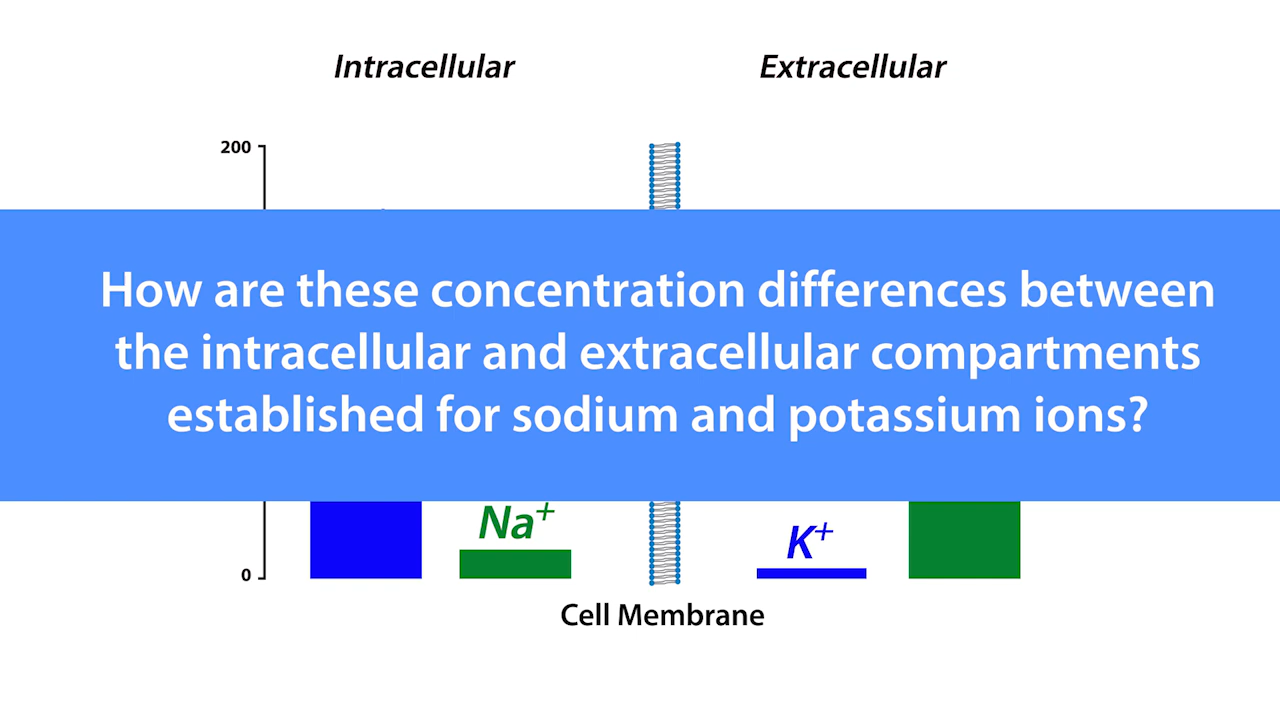 Intracellular
Extracellular
200
How are these concentration differences between
the intracellular and extracellular compartments
established for sodium and potassium ions?
Na⁺
K⁺
0
Cell Membrane